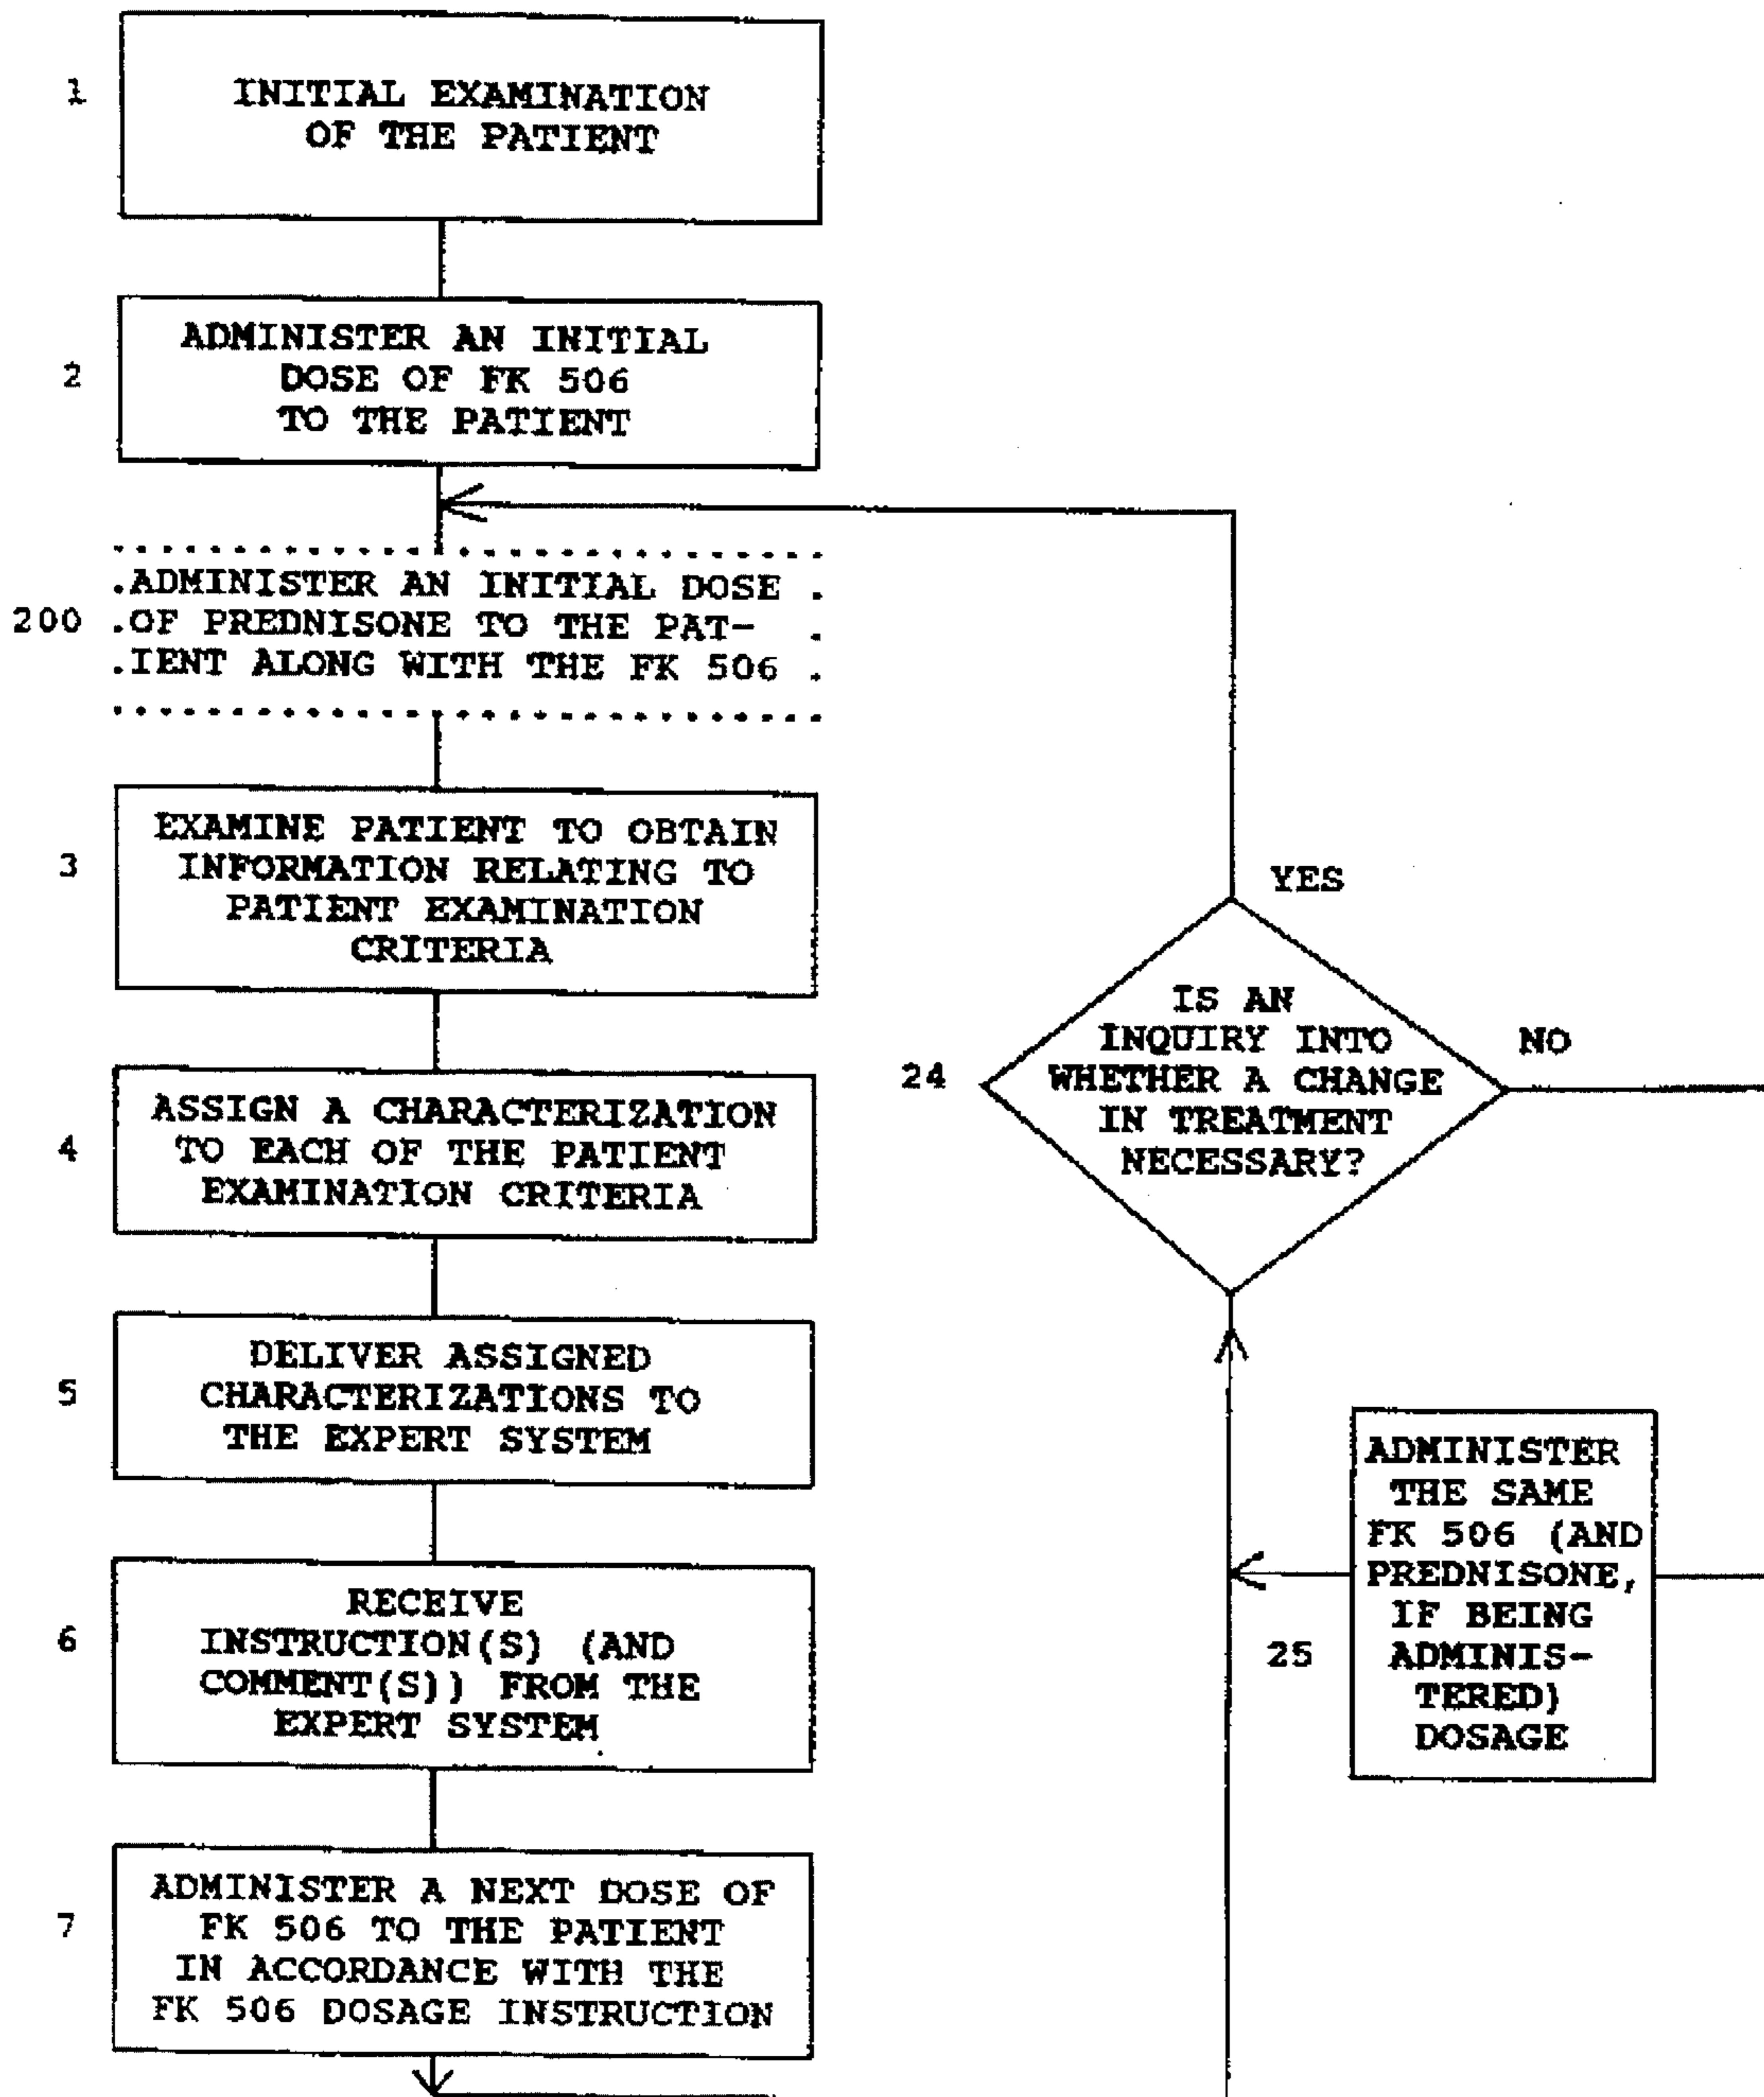 1
INITIAL EXAMINATION
OF THE PATIENT
2
ADMINISTER AN INITIAL
DOSE OF FK 506
TO THE PATIENT
200
ADMINISTER AN INITIAL DOSE
OF PREDNISONE TO THE PAT-
IENT ALONG WITH THE FK 506
3
EXAMINE PATIENT TO OBTAIN
INFORMATION RELATING TO
PATIENT EXAMINATION
CRITERIA
4
ASSIGN A CHARACTERIZATION
TO EACH OF THE PATIENT
EXAMINATION CRITERIA
5
DELIVER ASSIGNED
CHARACTERIZATIONS TO
THE EXPERT SYSTEM
6
RECEIVE
INSTRUCTION(S) (AND
COMMENT(S)) FROM THE
EXPERT SYSTEM
7
ADMINISTER A NEXT DOSE OF
FK 506 TO THE PATIENT
IN ACCORDANCE WITH THE
FK 506 DOSAGE INSTRUCTION
YES
24
IS AN
INQUIRY INTO
WHETHER A CHANGE
IN TREATMENT
NECESSARY?
NO
25
ADMINISTER
THE SAME
FK 506 (AND
PREDNISONE,
IF BEING
ADMINIS-
TERED)
DOSAGE